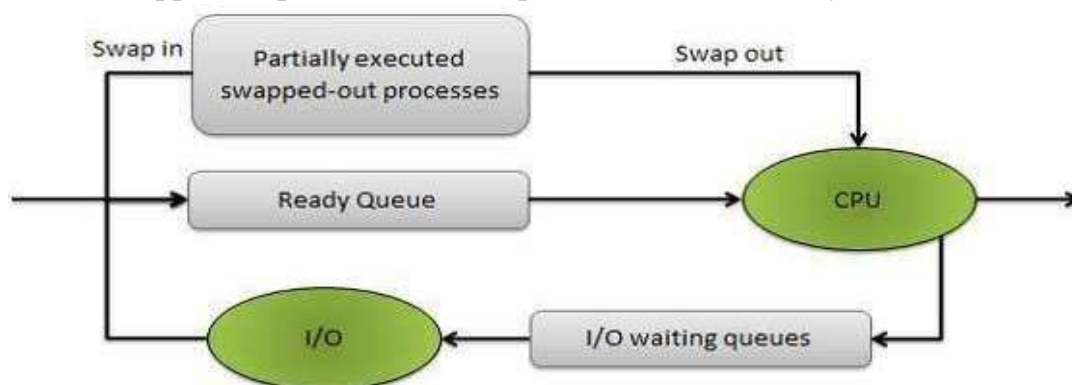 Swap in
Partially executed
swapped-out processes
Swap out
Ready Queue
CPU
I/O
I/O waiting queues